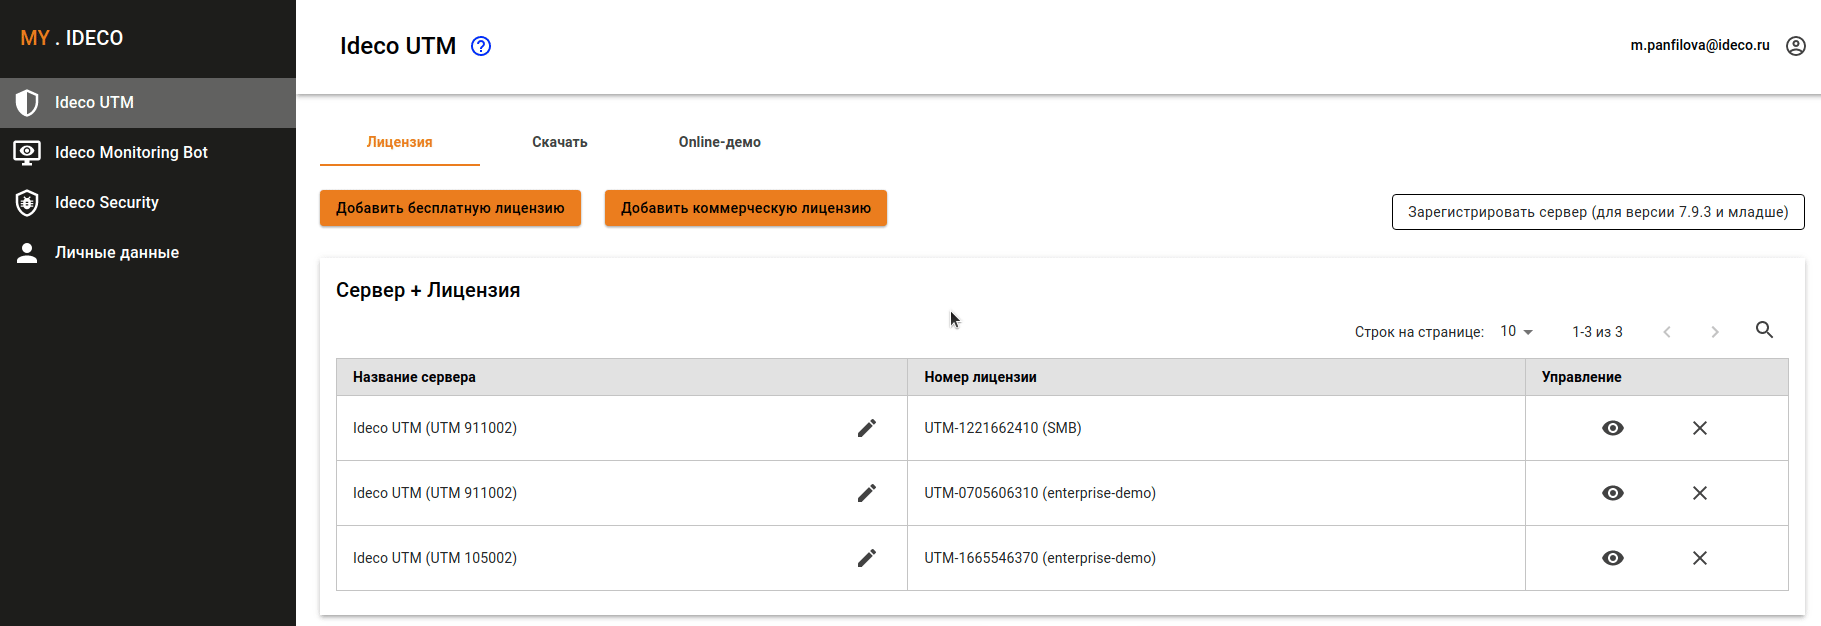 MY . IDECO
Ideco UTM
Ideco Monitoring Bot
Ideco Security
Личные данные
Ideco UTM
m.panfilova@ideco.ru
Лицензия Скачать Online-демо
Добавить бесплатную лицензию Добавить коммерческую лицензию Зарегистрировать сервер (для версии 7.9.3 и младше)
Сервер + Лицензия
Строк на странице: 10 1-3 из 3
Название сервера Номер лицензии Управление
Ideco UTM (UTM 911002) UTM-1221662410 (SMB)
Ideco UTM (UTM 911002) UTM-0705606310 (enterprise-demo)
Ideco UTM (UTM 105002) UTM-1665546370 (enterprise-demo)